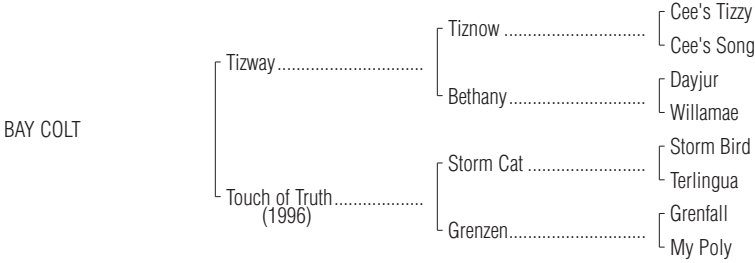 Cee's Tizzy
Tiznow ..............................
Cee's Song
Tizway...............................
Dayjur
Bethany.............................
Willamae
BAY COLT
Storm Bird
Storm Cat .........................
Terlingua
Touch of Truth...................
(1996)
Grenfall
Grenzen.............................
My Poly